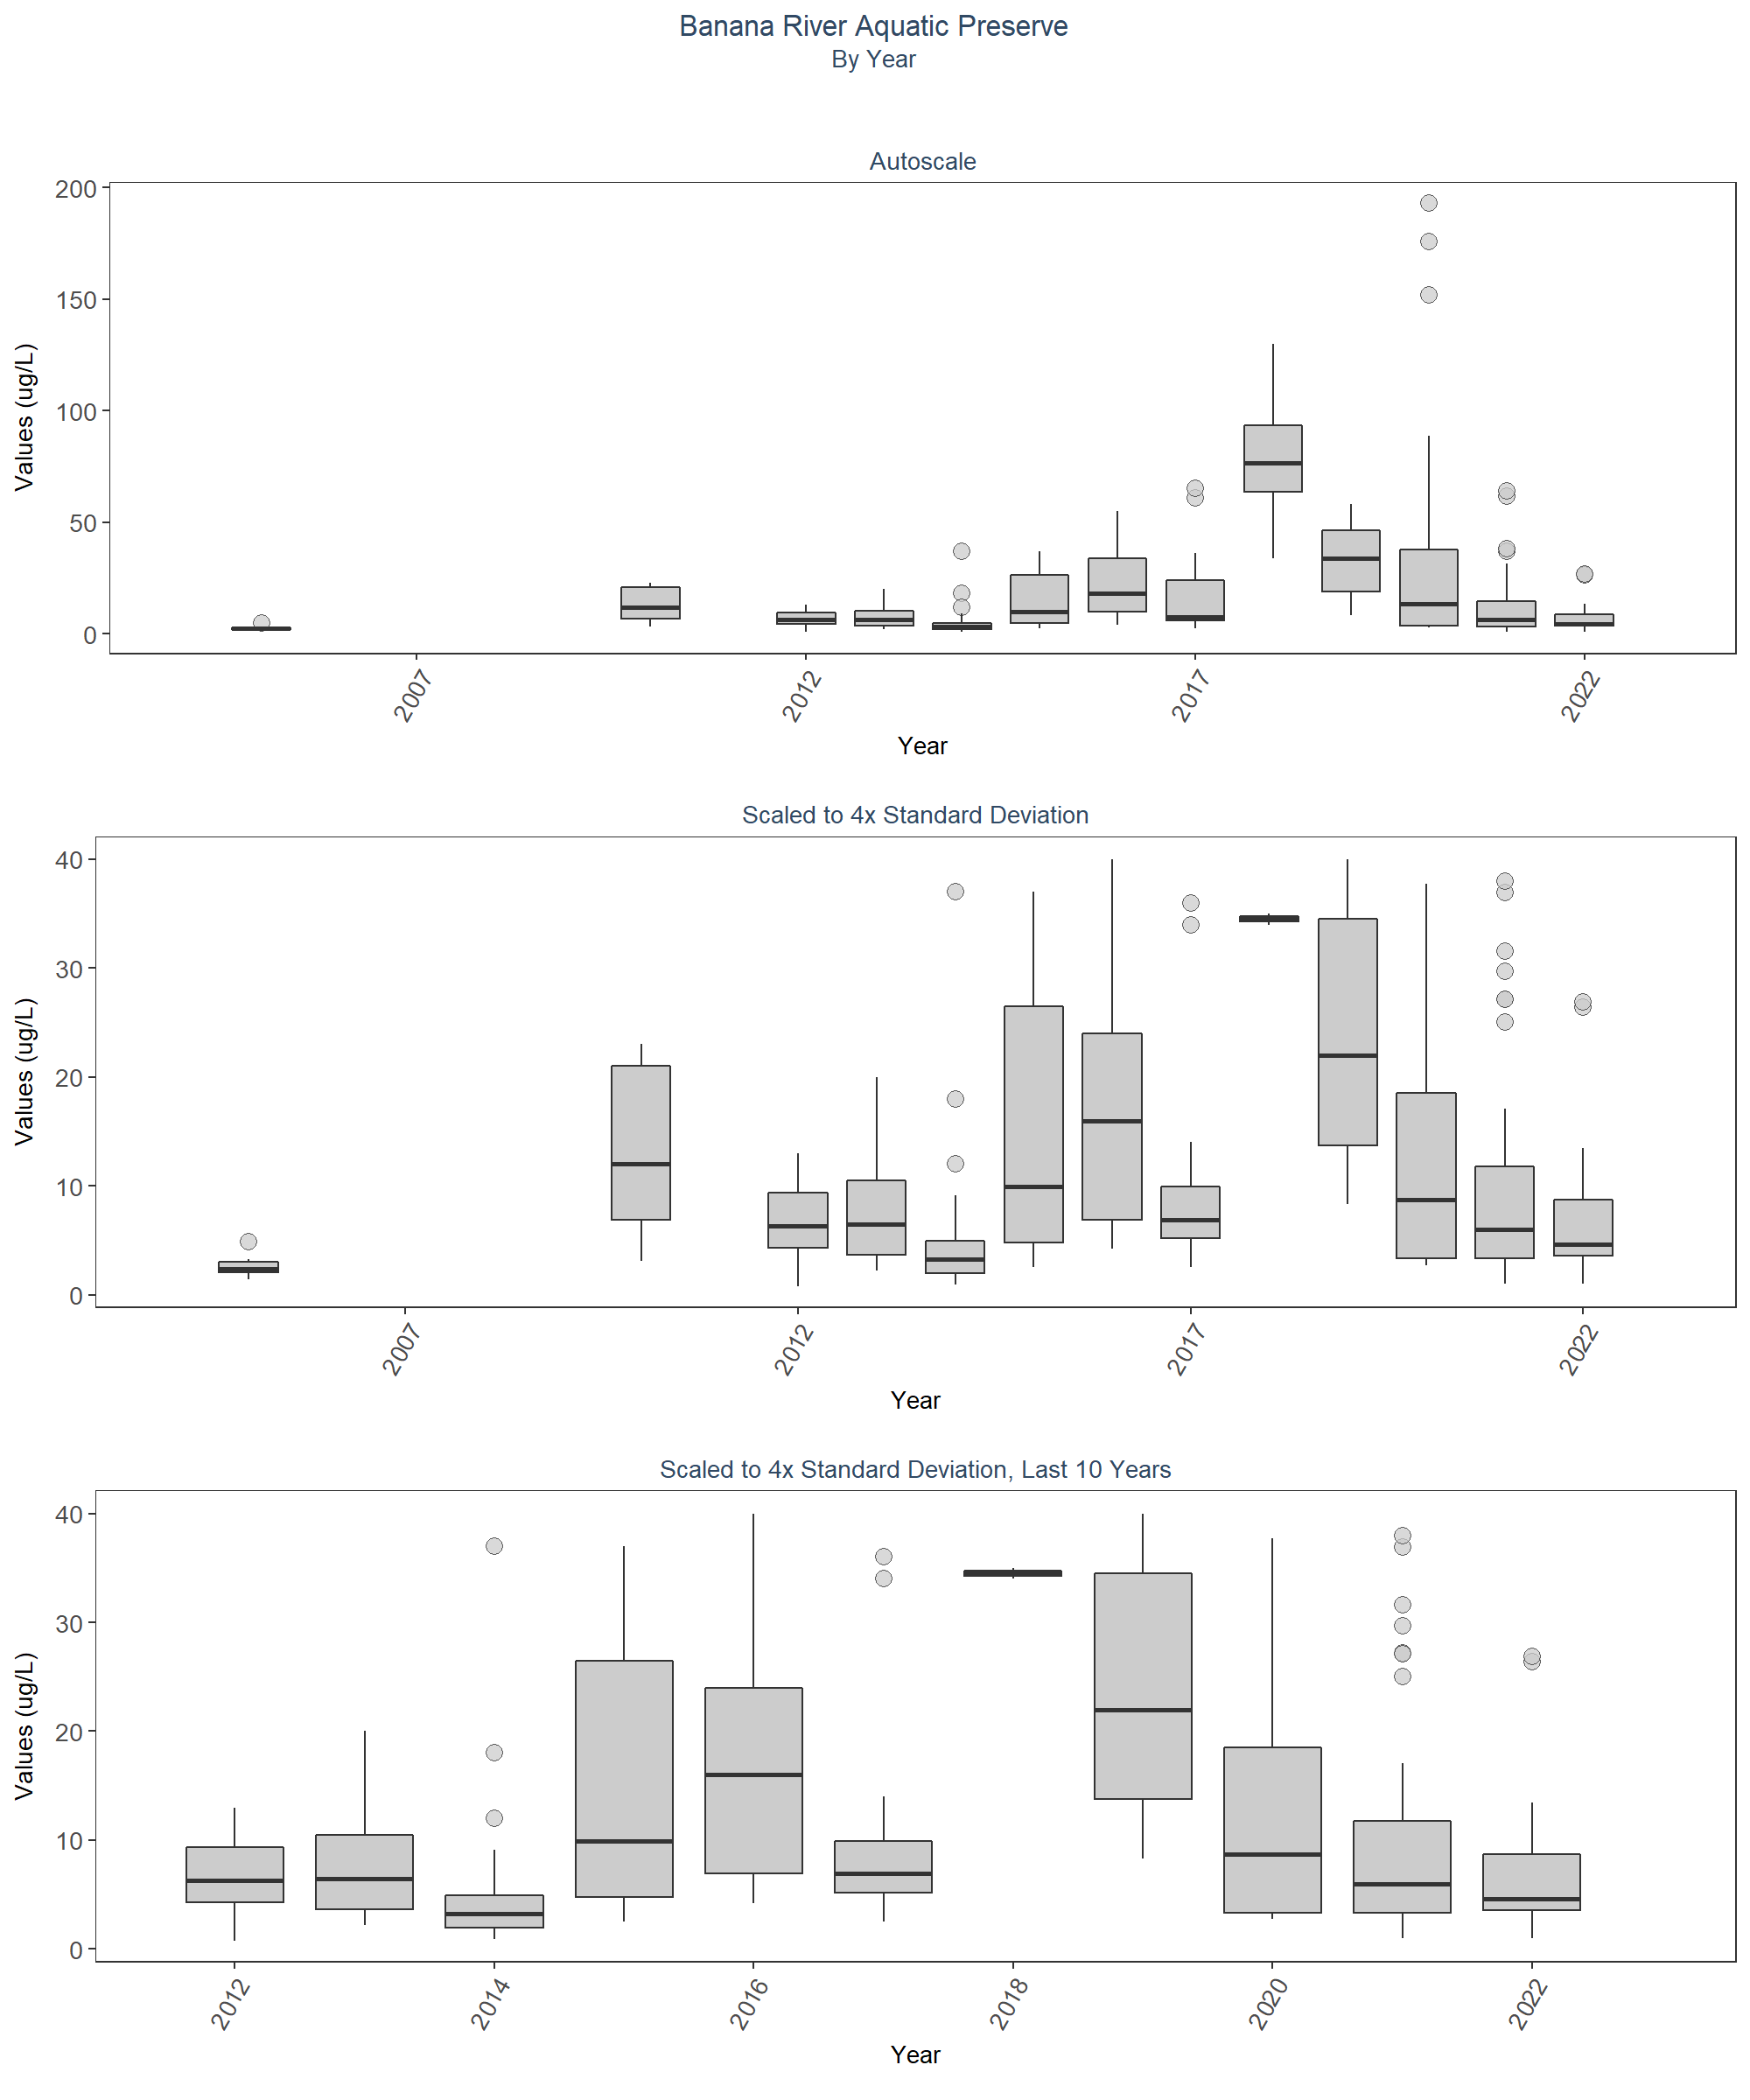 Banana River Aquatic Preserve
By Year
Autoscale
Values (ug/L)
200
150
100
50
0
2007 2012 2017 2022
Year
Scaled to 4x Standard Deviation
Values (ug/L)
40
30
20
10
0
2007 2012 2017 2022
Year
Scaled to 4x Standard Deviation, Last 10 Years
Values (ug/L)
40
30
20
10
0
2012 2014 2016 2018 2020 2022
Year